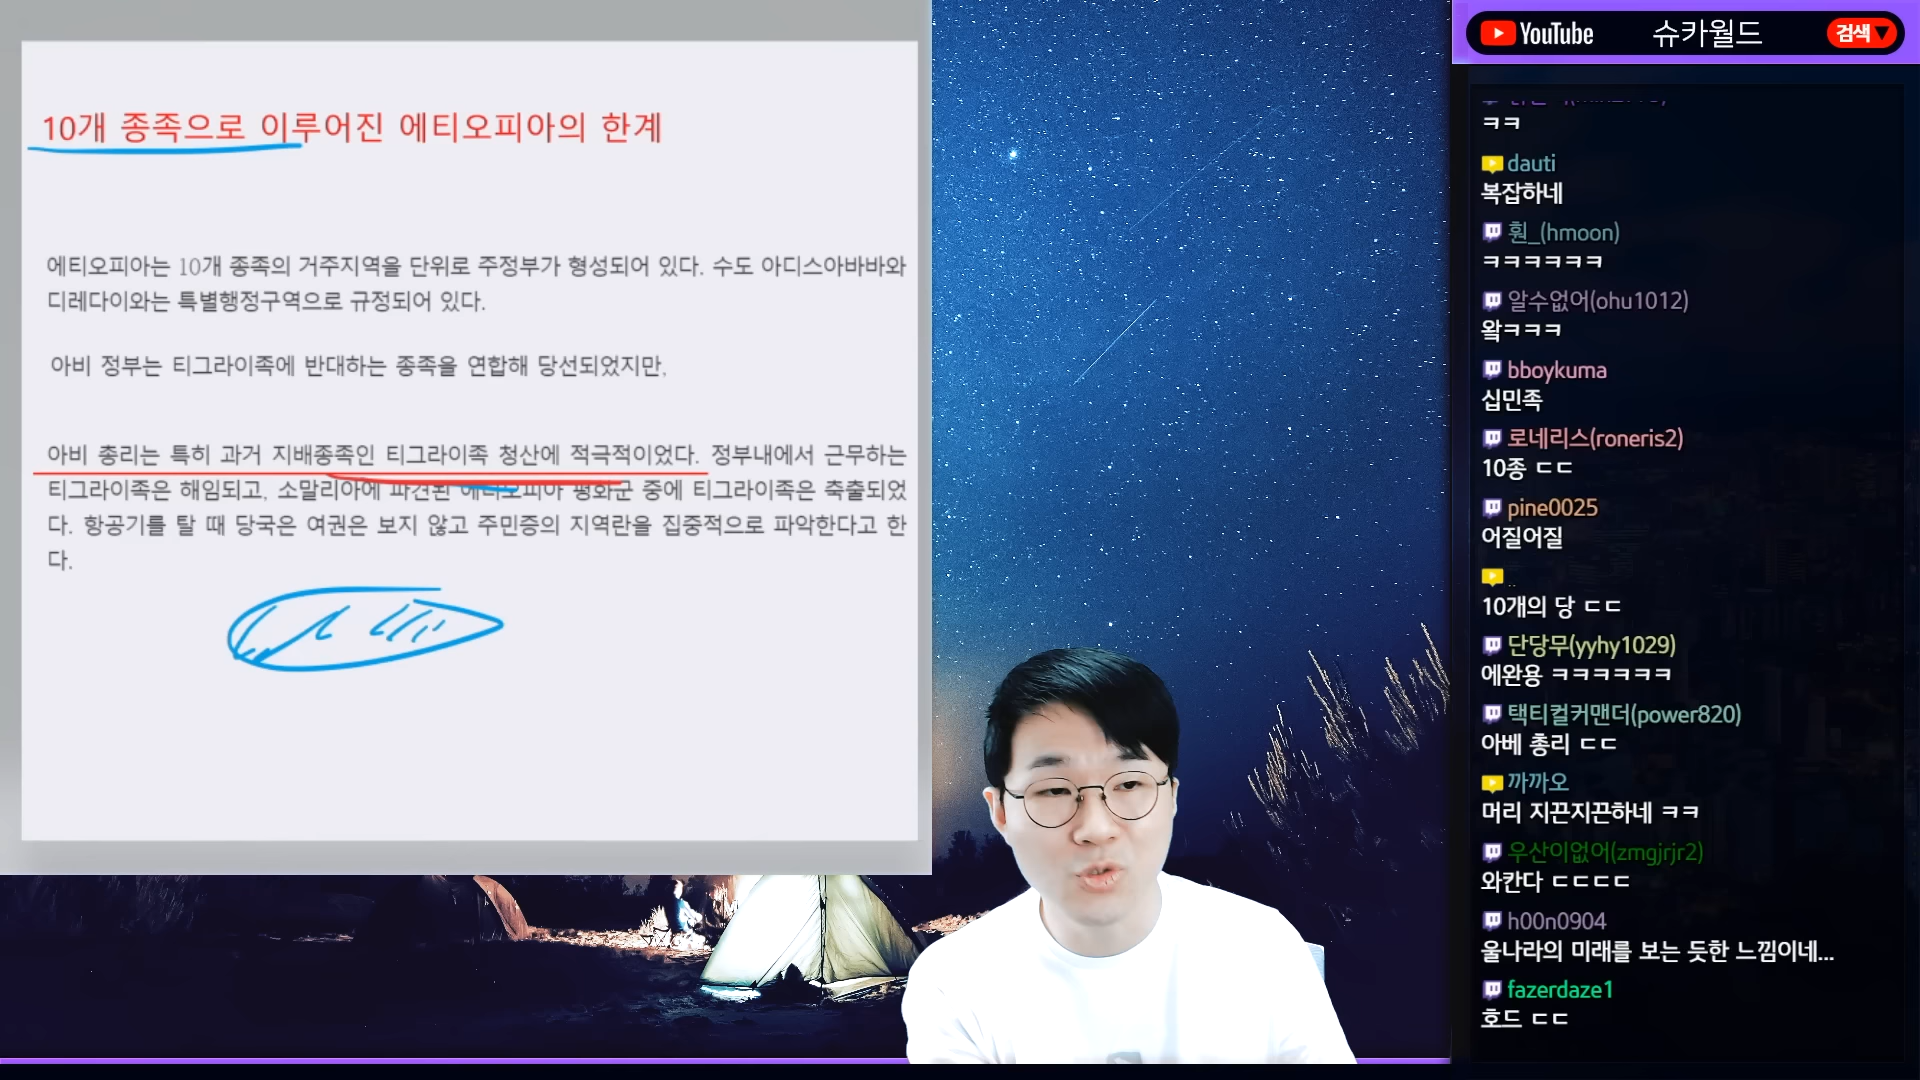 10개 종족으로 이루어진 에티오피아의 한계
에티오피아는 10개 종족의 거주지역을 단위로 주정부가 형성되어 있다. 수도 아디스아바바와
디레다이와는 특별행정구역으로 규정되어 있다.
아비 정부는 티그라이족에 반대하는 종족을 연합해 당선되었지만,
아비 총리는 특히 과거 지배종족인 티그라이족 청산에 적극적이었다. 정부내에서 근무하는
티그라이족은 해임되고, 소말리아에 파견된 에티오피아 평화군 중에 티그라이족은 축출되었
다. 항공기를 탈 때 당국은 여권은 보지 않고 주민증의 지역란을 집중적으로 파악한다고 한
다.
YouTube 슈카월드 검색▼
ㅋㅋ
dauti
복잡하네
훤_(hmoon)
ㅋㅋㅋㅋㅋㅋ
알수없어(ohu1012)
왘ㅋㅋㅋ
bboykuma
십민족
로네리스(roneris2)
10종 ㄷㄷ
pine0025
어질어질
..
10개의 당 ㄷㄷ
단당무(yyhy1029)
에완용 ㅋㅋㅋㅋㅋㅋ
택티컬커맨더(power820)
아베 총리 ㄷㄷ
까까오
머리 지끈지끈하네 ㅋㅋ
우산이없어(zmgjrjr2)
와칸다 ㄷㄷㄷㄷ
h00n0904
울나라의 미래를 보는 듯한 느낌이네...
fazerdaze1
호드 ㄷㄷ